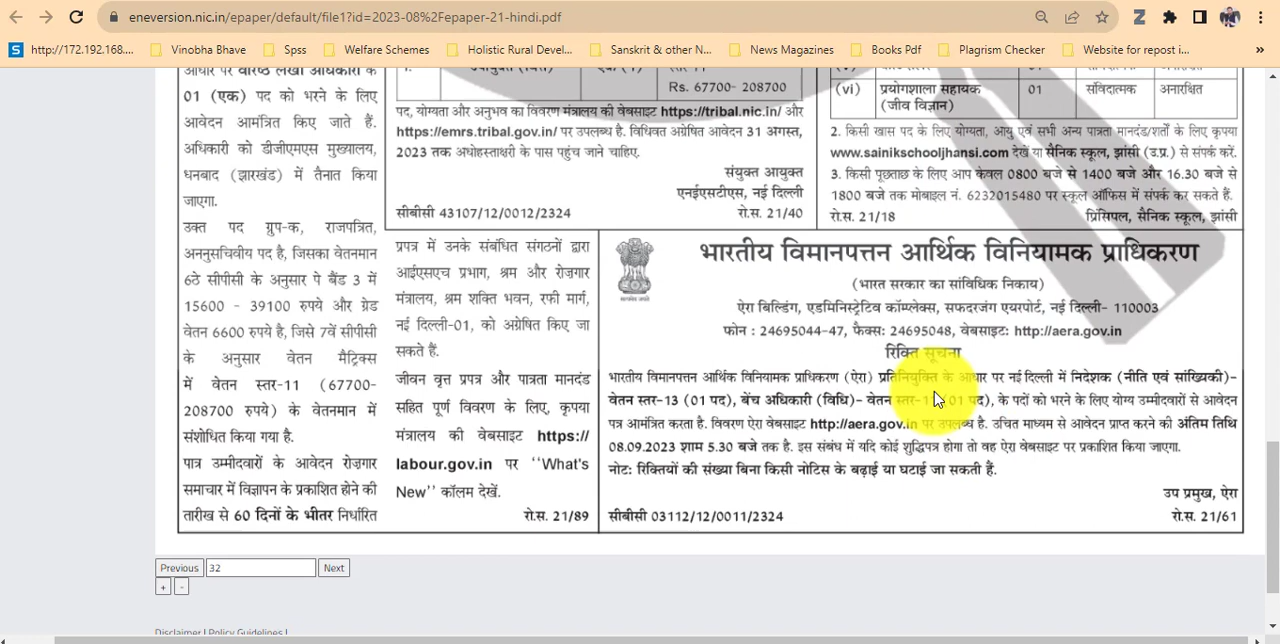 eneversion.nic.in/epaper/default/file1?id=2023-08%2Fepaper-21-hindi.pdf
http://172.192.168....
Vinobha Bhave
Spss
Welfare Schemes
Holistic Rural Devel...
Sanskrit & other N...
News Magazines
Books Pdf
Plagrism Checker
Website for repost i...
»
आधार पर वरिष्ठ लेखा अधिकारी के
01 (एक) पद को भरने के लिए
आवेदन आमंत्रित किए जाते हैं.
अधिकारी को डीजीएमएस मुख्यालय,
धनबाद (झारखंड) में तैनात किया
जाएगा.
उक्त पद ग्रुप-क, राजपत्रित,
अननुसचिवीय पद है, जिसका वेतनमान
6ठे सीपीसी के अनुसार पे बैंड 3 में
15600 - 39100 रुपये और ग्रेड
वेतन 6600 रुपये है, जिसे 7वें सीपीसी
के अनुसार वेतन मैट्रिक्स
में वेतन स्तर-11 (67700-
208700 रुपये) के वेतनमान में
संशोधित किया गया है.
पात्र उम्मीदवारों के आवेदन रोज़गार
समाचार में विज्ञापन के प्रकाशित होने की
तारीख से 60 दिनों के भीतर निर्धारित
Rs. 67700- 208700
पद, योग्यता और अनुभव का विवरण मंत्रालय की वेबसाइट https://tribal.nic.in/ और
https://emrs.tribal.gov.in/ पर उपलब्ध है. विधिवत अग्रेषित आवेदन 31 अगस्त,
2023 तक अधोहस्ताक्षरी के पास पहुंच जाने चाहिए.
संयुक्त आयुक्त
एनईएसटीएस, नई दिल्ली
सीबीसी 43107/12/0012/2324 रो.स. 21/40
(vi) प्रयोगशाला सहायक 01 संविदात्मक अनारक्षित
(जीव विज्ञान)
2. किसी खास पद के लिए योग्यता, आयु एवं सभी अन्य पात्रता मानदंड/शर्तों के लिए कृपया
www.sainikschooljhansi.com देखें या सैनिक स्कूल, झांसी (उ.प्र.) से संपर्क करें.
3. किसी पूछताछ के लिए आप केवल 0800 बजे से 1400 बजे और 16.30 बजे से
1800 बजे तक मोबाइल नं. 6232015480 पर स्कूल ऑफिस में संपर्क कर सकते हैं.
रो.स. 21/18 प्रिंसिपल, सैनिक स्कूल, झांसी
प्रपत्र में उनके संबंधित संगठनों द्वारा
आईएसएच प्रभाग, श्रम और रोज़गार
मंत्रालय, श्रम शक्ति भवन, रफी मार्ग,
नई दिल्ली-01, को अग्रेषित किए जा
सकते हैं.
जीवन वृत्त प्रपत्र और पात्रता मानदंड
सहित पूर्ण विवरण के लिए, कृपया
मंत्रालय की वेबसाइट https://
labour.gov.in पर ''What's
New'' कॉलम देखें.
रो.स. 21/89
भारतीय विमानपत्तन आर्थिक विनियामक प्राधिकरण
(भारत सरकार का सांविधिक निकाय)
ऐरा बिल्डिंग, एडमिनिस्ट्रेटिव कॉम्प्लेक्स, सफदरजंग एयरपोर्ट, नई दिल्ली- 110003
फोन : 24695044-47, फैक्स: 24695048, वेबसाइट: http://aera.gov.in
रिक्ति सूचना
भारतीय विमानपत्तन आर्थिक विनियामक प्राधिकरण (ऐरा) प्रतिनियुक्ति के आधार पर नई दिल्ली में निदेशक (नीति एवं सांख्यिकी)-
वेतन स्तर-13 (01 पद), बेंच अधिकारी (विधि)- वेतन (01 पद), के पदों को भरने के लिए योग्य उम्मीदवारों से आवेदन
पत्र आमंत्रित करता है. विवरण ऐरा वेबसाइट http://aera.gov.in पर उपलब्ध है. उचित माध्यम से आवेदन प्राप्त करने की अंतिम तिथि
08.09.2023 शाम 5.30 बजे तक है. इस संबंध में यदि कोई शुद्धिपत्र होगा तो वह ऐरा वेबसाइट पर प्रकाशित किया जाएगा.
नोट: रिक्तियों की संख्या बिना किसी नोटिस के बढ़ाई या घटाई जा सकती हैं.
उप प्रमुख, ऐरा
सीबीसी 03112/12/0011/2324 रो.स. 21/61
Previous 32 Next
+ -
Disclaimer | Policy Guidelines |